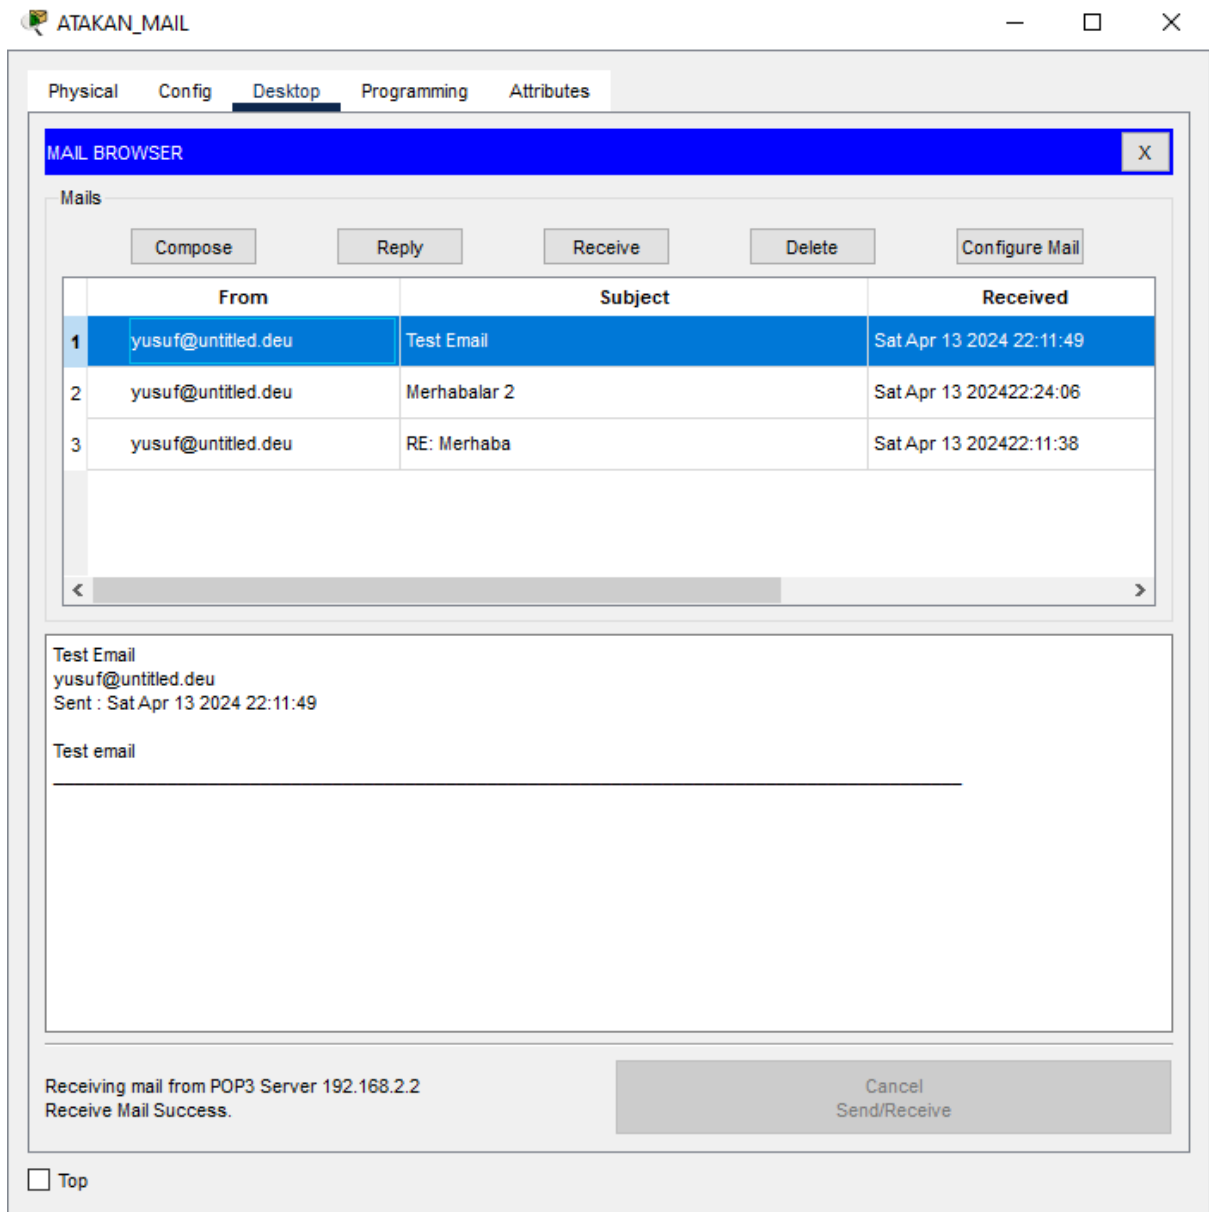 ATAKAN_MAIL
Physical Config Desktop Programming Attributes
MAIL BROWSER X
Mails
Compose Reply Receive Delete Configure Mail
From Subject Received
1 yusuf@untitled.deu Test Email Sat Apr 13 2024 22:11:49
2 yusuf@untitled.deu Merhabalar 2 Sat Apr 13 202422:24:06
3 yusuf@untitled.deu RE: Merhaba Sat Apr 13 202422:11:38
Test Email
yusuf@untitled.deu
Sent : Sat Apr 13 2024 22:11:49
Test email
Receiving mail from POP3 Server 192.168.2.2
Receive Mail Success.
Cancel
Send/Receive
Top